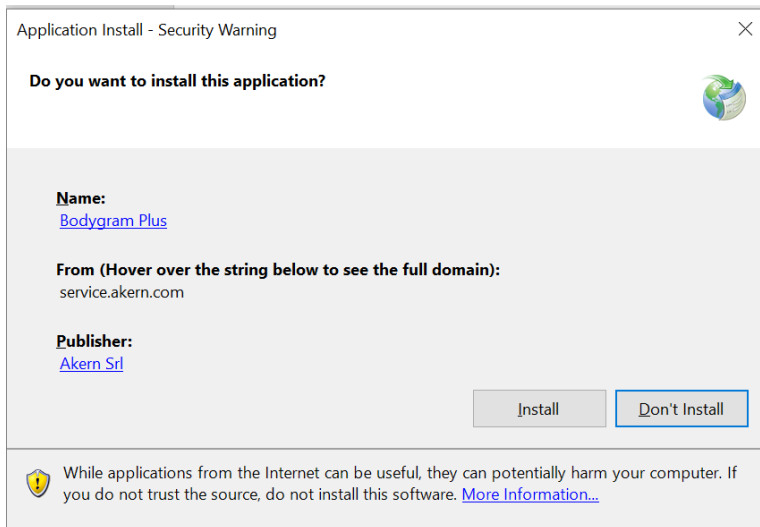 Application Install - Security Warning
Do you want to install this application?
Name:
Bodygram Plus
From (Hover over the string below to see the full domain):
service.akern.com
Publisher:
Akern Srl
Install
Don't Install
While applications from the Internet can be useful, they can potentially harm your computer. If
you do not trust the source, do not install this software. More Information...